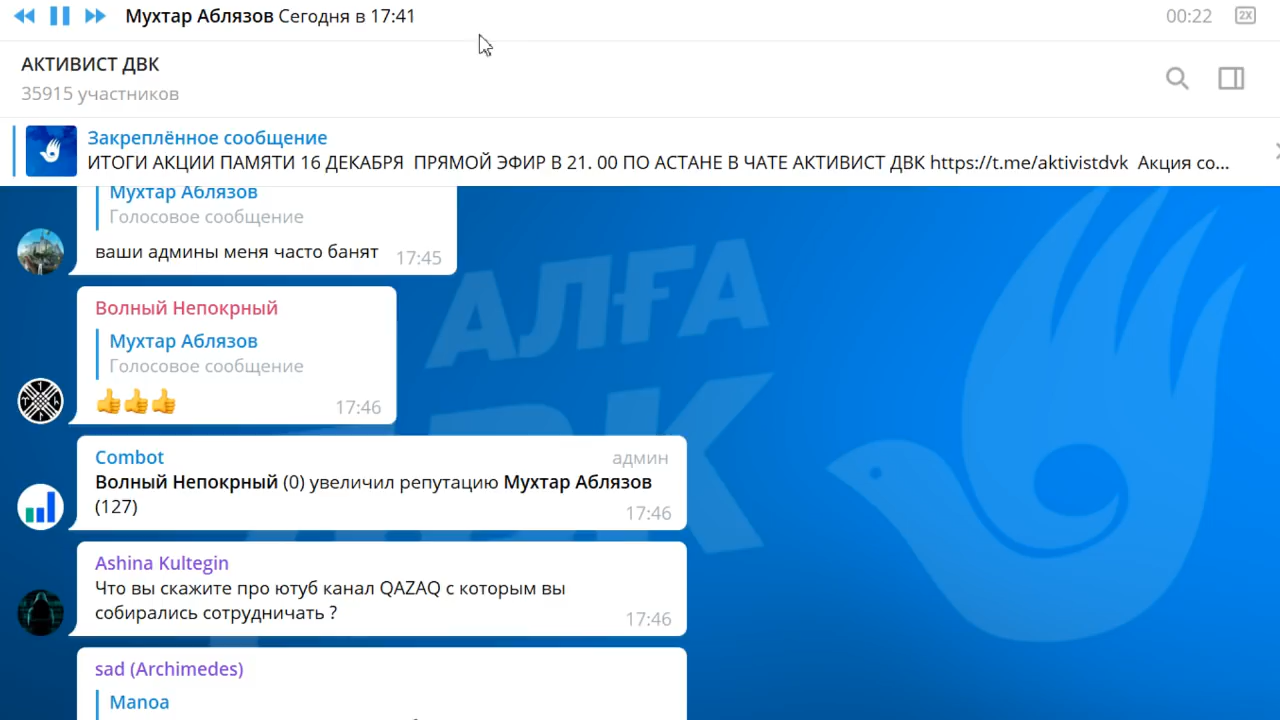 Мухтар Аблязов Сегодня в 17:41
00:22
2X
АКТИВИСТ ДВК
35915 участников
Закреплённое сообщение
ИТОГИ АКЦИИ ПАМЯТИ 16 ДЕКАБРЯ ПРЯМОЙ ЭФИР В 21. 00 ПО АСТАНЕ В ЧАТЕ АКТИВИСТ ДВК https://t.me/aktivistdvk Акция со...
Мухтар Аблязов
Голосовое сообщение
ваши админы меня часто банят 17:45
Волный Непокрный
Мухтар Аблязов
Голосовое сообщение
👍👍👍 17:46
Combot админ
Волный Непокрный (0) увеличил репутацию Мухтар Аблязов
(127) 17:46
Ashina Kultegin
Что вы скажите про ютуб канал QAZAQ с которым вы
собирались сотрудничать ? 17:46
sad (Archimedes)
Manoa
АЛҒА
ДВК